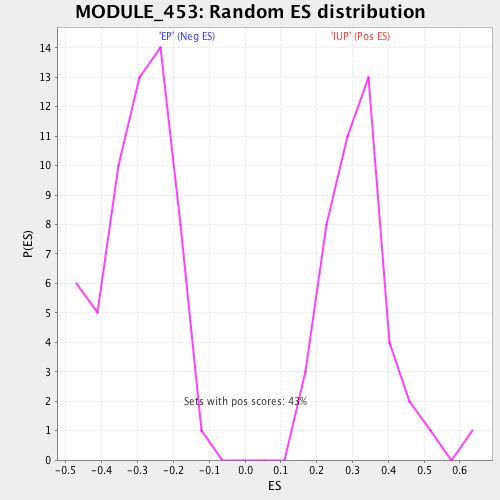 MODULE_453: Random ES distribution
'EP' (Neg ES) 'IUP' (Pos ES)
14
13
12
11
10
9
8
7
6
5
4
3
2
1
0
P(ES)
Sets with pos scores: 43%
-0.5 -0.4 -0.3 -0.2 -0.1 0.0 0.1 0.2 0.3 0.4 0.5 0.6
ES